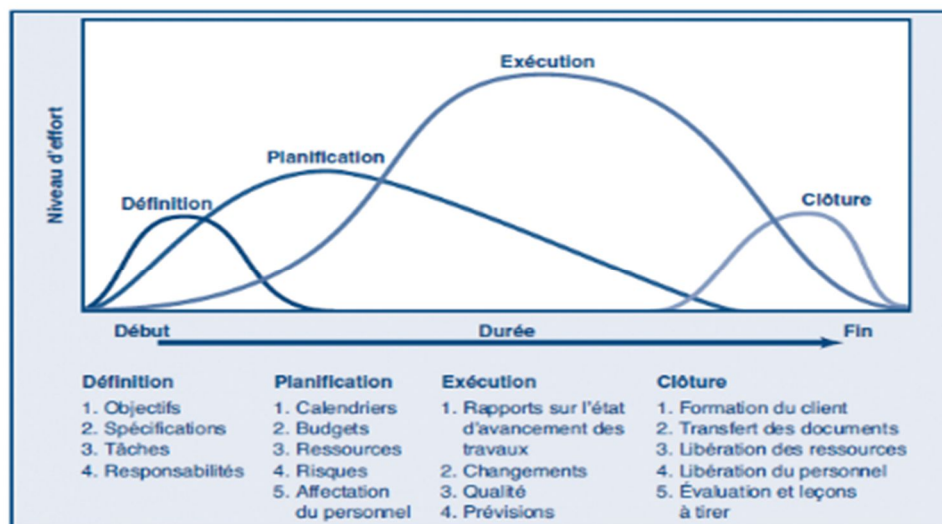 Niveau d'effort
Exécution
Planification
Définition
Clôture
Début
Durée
Fin
Définition
1. Objectifs
2. Spécifications
3. Tâches
4. Responsabilités
Planification
1. Calendriers
2. Budgets
3. Ressources
4. Risques
5. Affectation
du personnel
Exécution
1. Rapports sur l'état
d'avancement des
travaux
2. Changements
3. Qualité
4. Prévisions
Clôture
1. Formation du client
2. Transfert des documents
3. Libération des ressources
4. Libération du personnel
5. Évaluation et leçons
à tirer